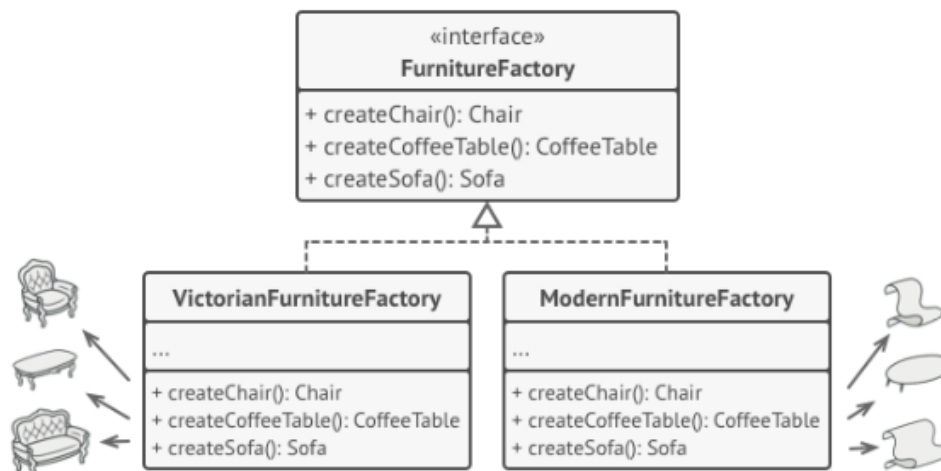 «interface»
FurnitureFactory
+ createChair(): Chair
+ createCoffeeTable(): CoffeeTable
+ createSofa(): Sofa
VictorianFurnitureFactory
...
+ createChair(): Chair
+ createCoffeeTable(): CoffeeTable
+ createSofa(): Sofa
ModernFurnitureFactory
...
+ createChair(): Chair
+ createCoffeeTable(): CoffeeTable
+ createSofa(): Sofa